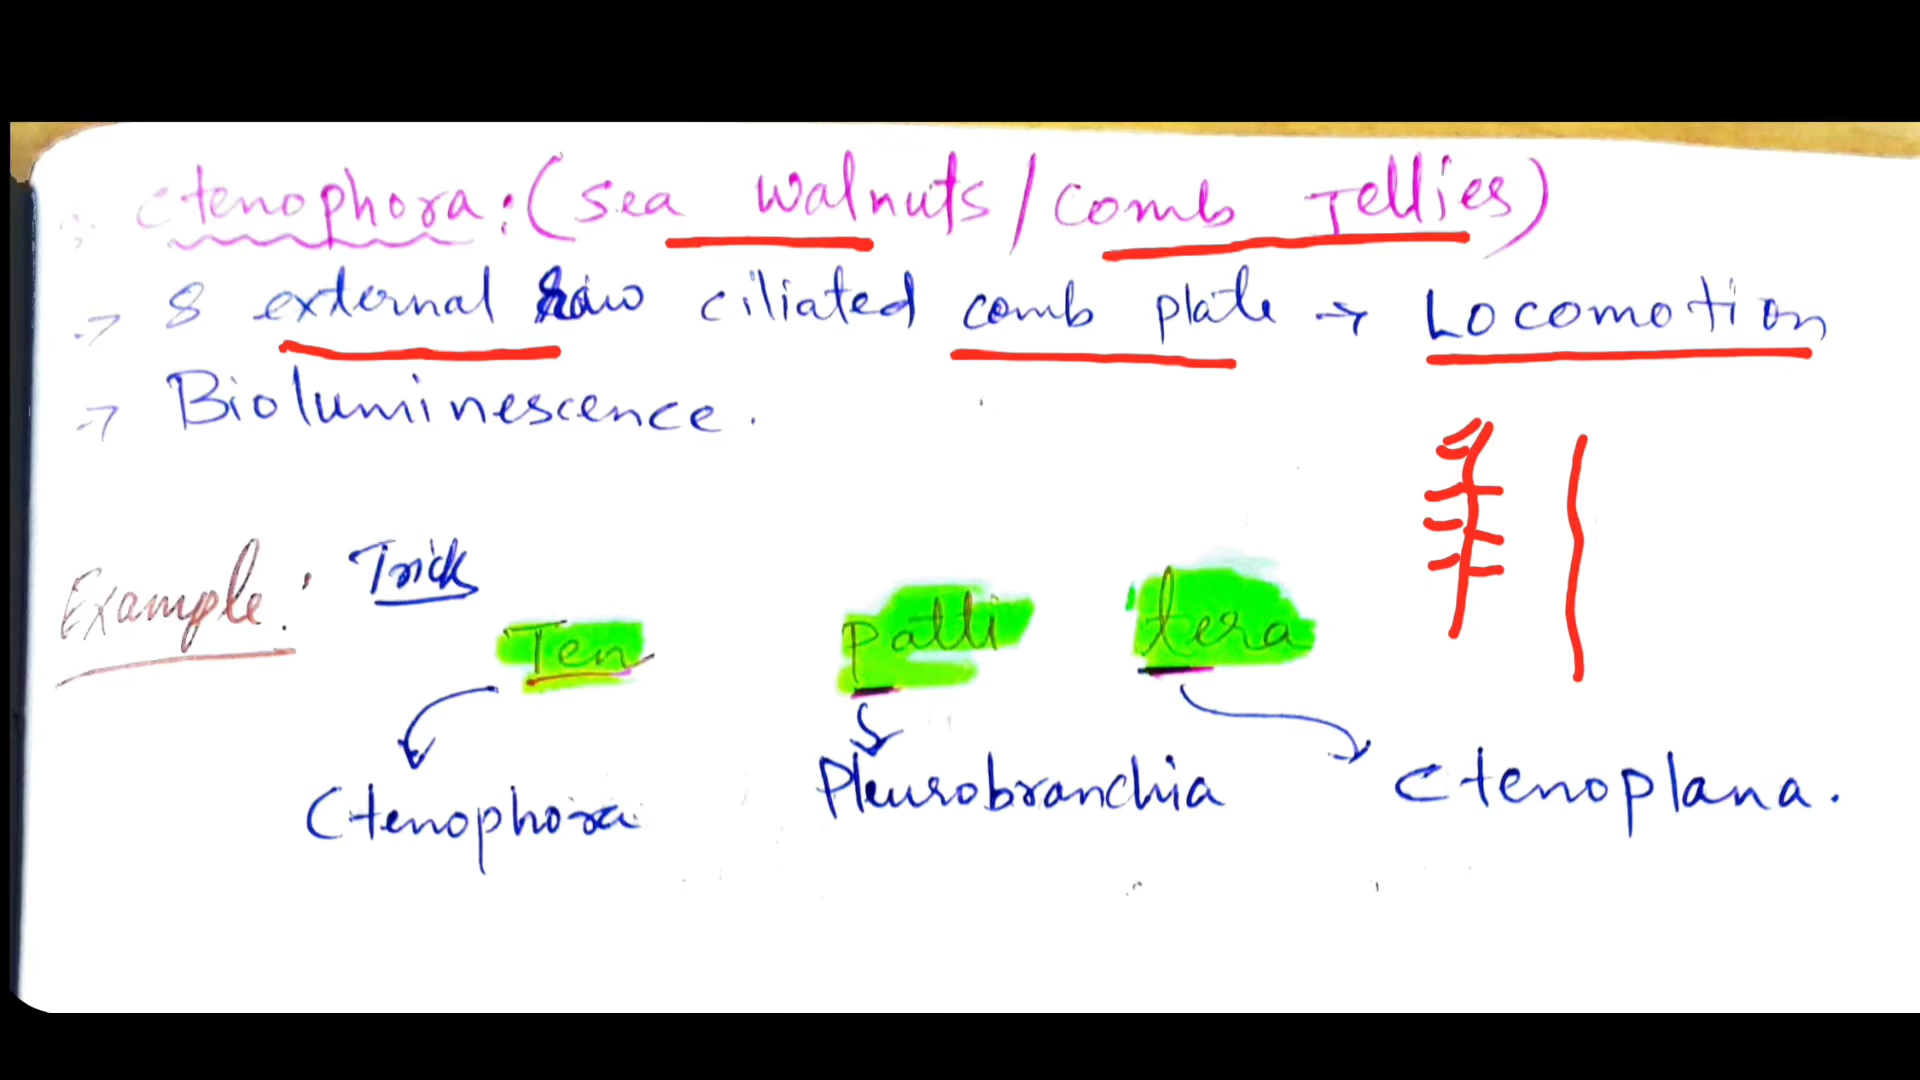 Ctenophora : (Sea walnuts / Comb Jellies)
→ 8 external row ciliated comb plate → Locomotion
→ Bioluminescence.
Example : Trick
Ten patti tera
Ctenophora Pleurobranchia Ctenoplana.